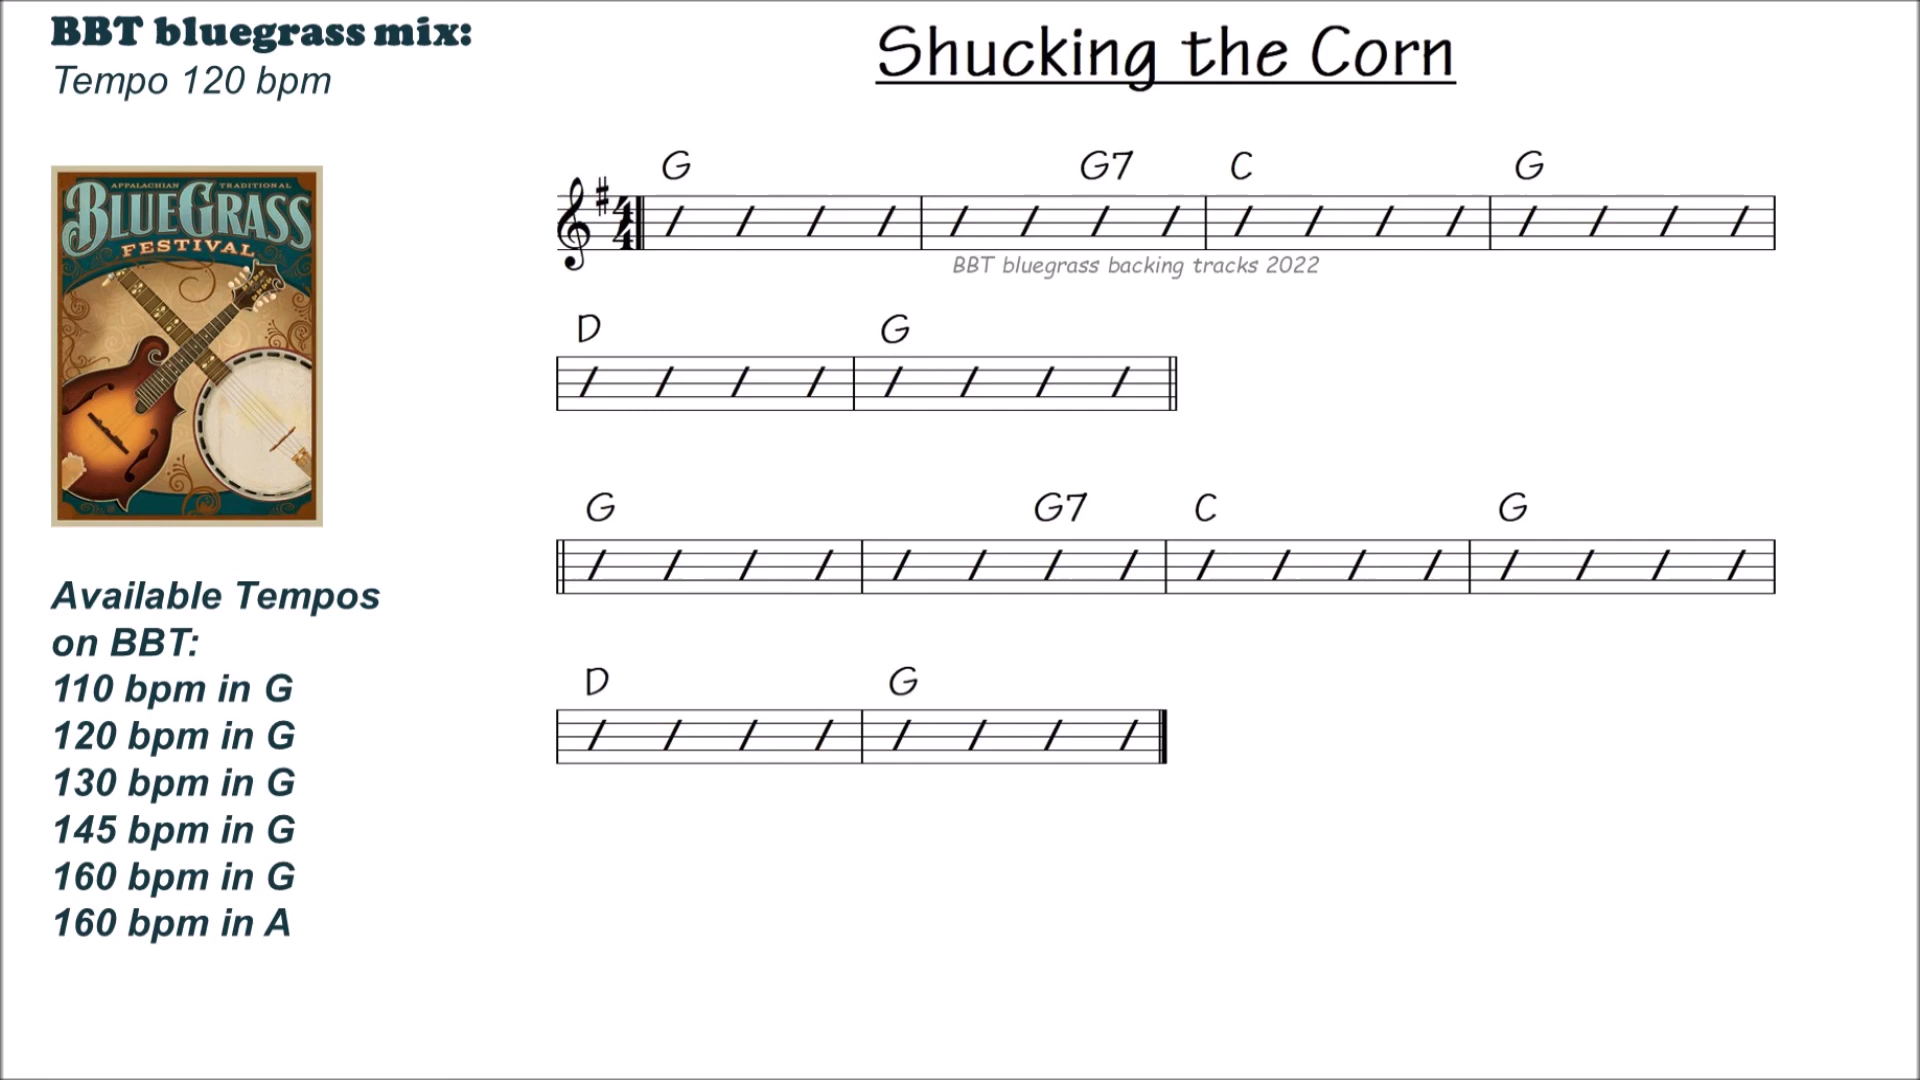 BBT bluegrass mix:
Tempo 120 bpm
Shucking the Corn
APPALACHIAN TRADITIONAL
BLUEGRASS
FESTIVAL
G G7 C G
4
4
BBT bluegrass backing tracks 2022
D G
G G7 C G
D G
Available Tempos
on BBT:
110 bpm in G
120 bpm in G
130 bpm in G
145 bpm in G
160 bpm in G
160 bpm in A